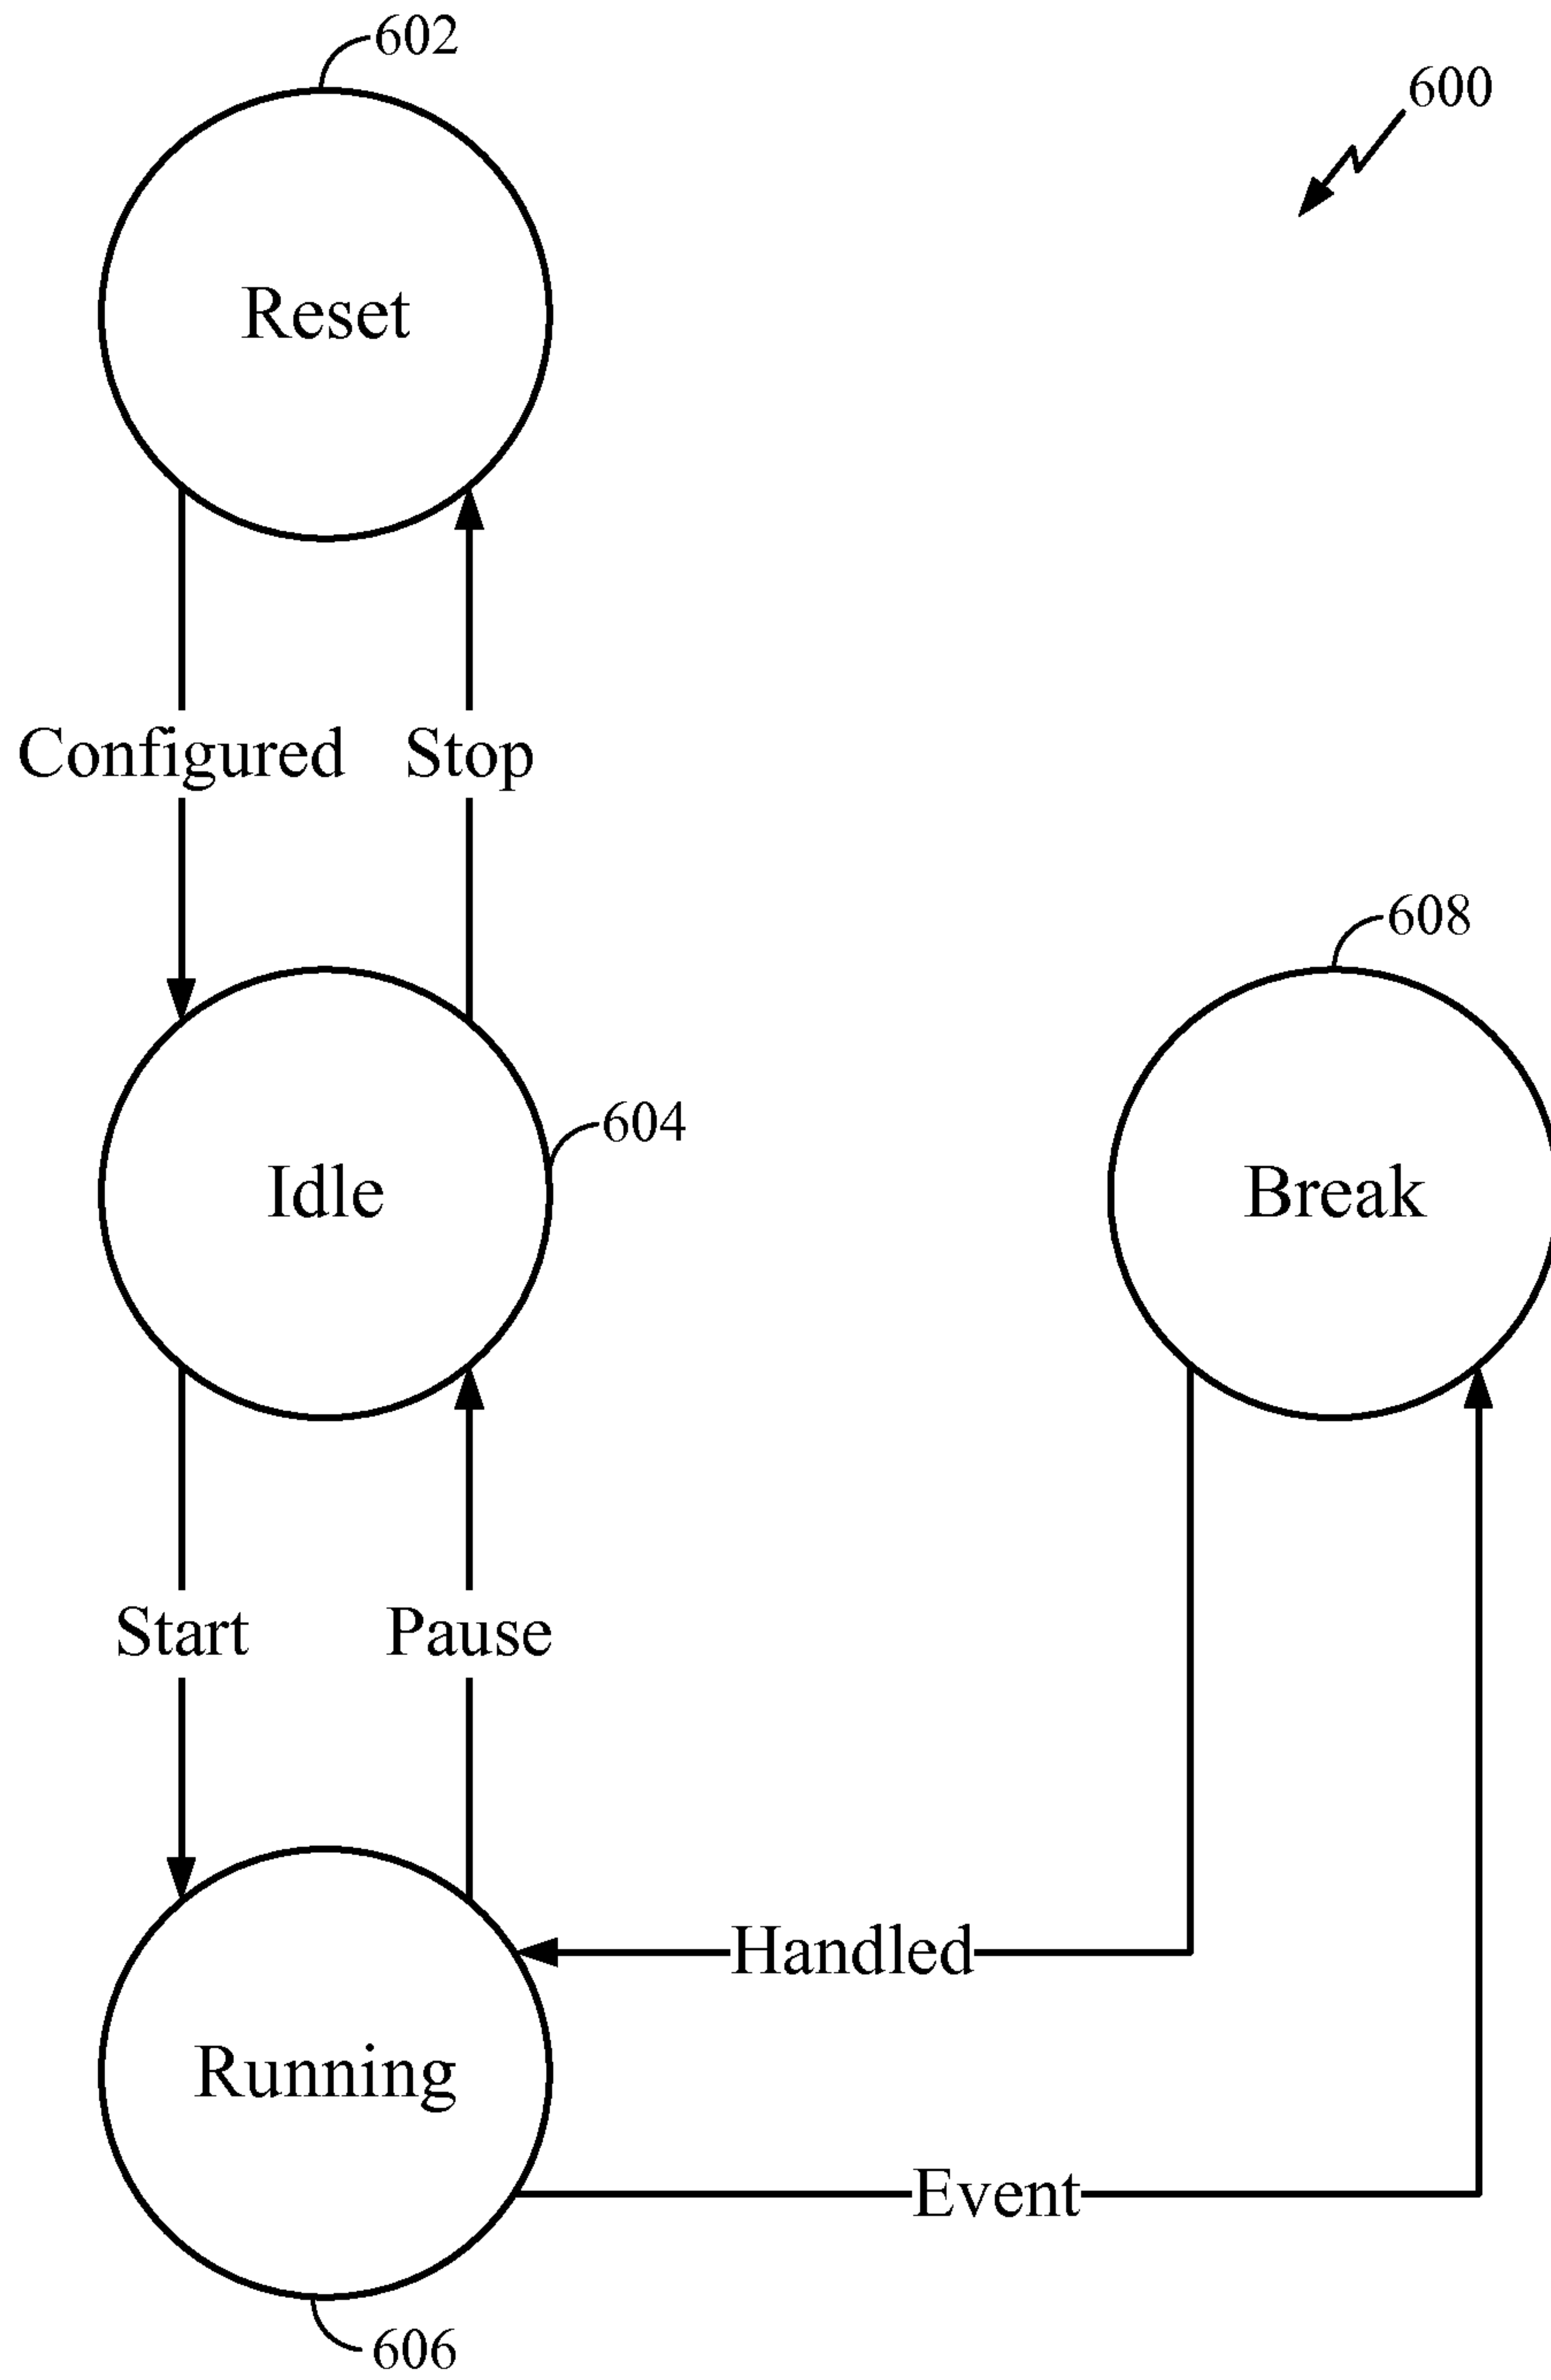 602
600
Reset
Configured Stop
608
604
Idle
Break
Start Pause
Handled
Running
Event
606